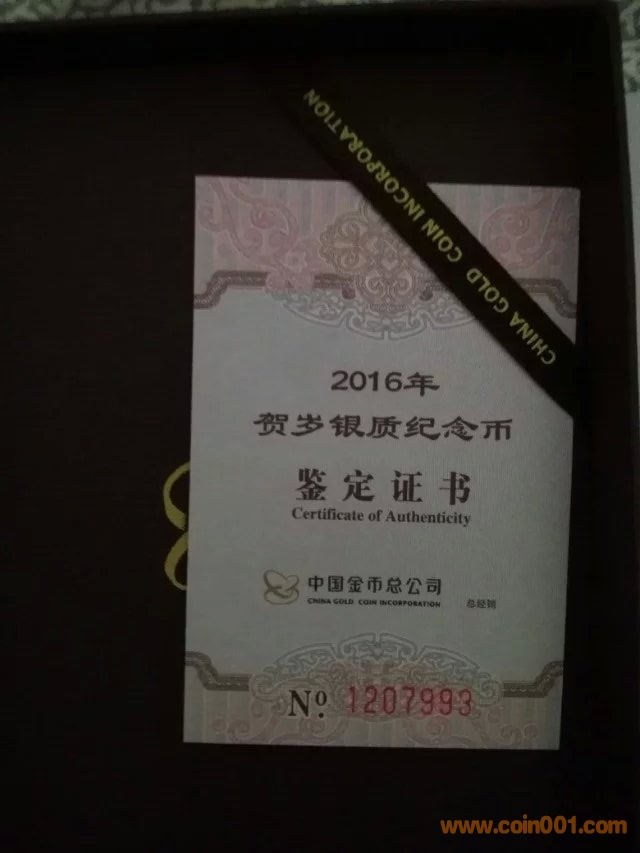 CHINA GOLD COIN INCORPORATION
2016年
贺岁银质纪念币
鉴定证书
Certificate of Authenticity
中国金币总公司
CHINA GOLD COIN INCORPORATION
总经销
Nº. 1207993
www.coin001.com